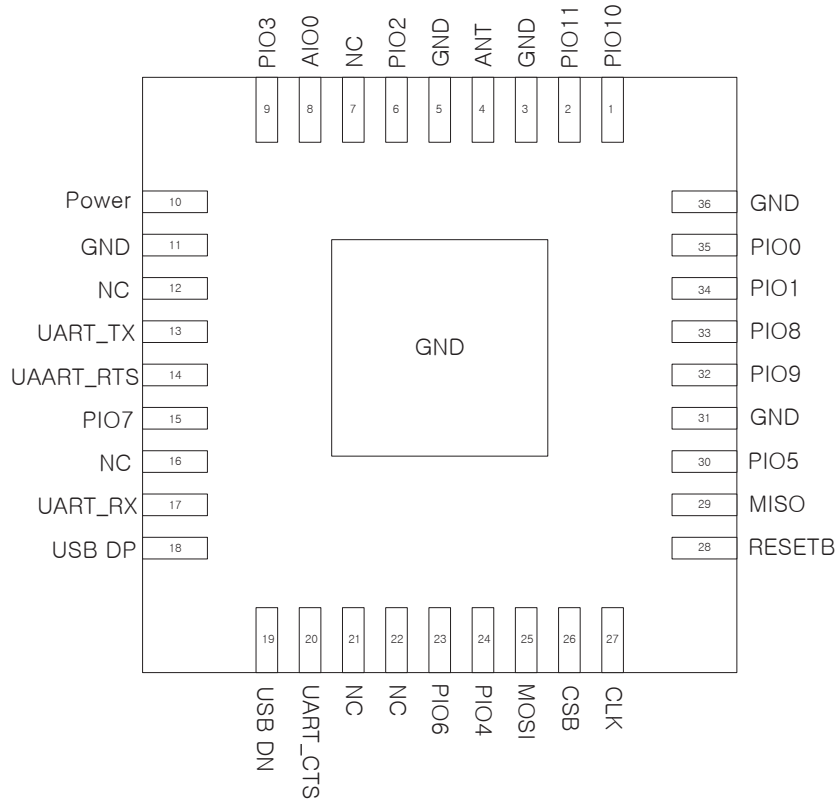 PIO3
AIO0
NC
PIO2
GND
ANT
GND
PIO11
PIO10
9
8
7
6
5
4
3
2
1
Power 10
GND 11
NC 12
UART_TX 13
UAART_RTS 14
PIO7 15
NC 16
UART_RX 17
USB DP 18
GND
36 GND
35 PIO0
34 PIO1
33 PIO8
32 PIO9
31 GND
30 PIO5
29 MISO
28 RESETB
19
20
21
22
23
24
25
26
27
USB DN
UART_CTS
NC
NC
PIO6
PIO4
MOSI
CSB
CLK